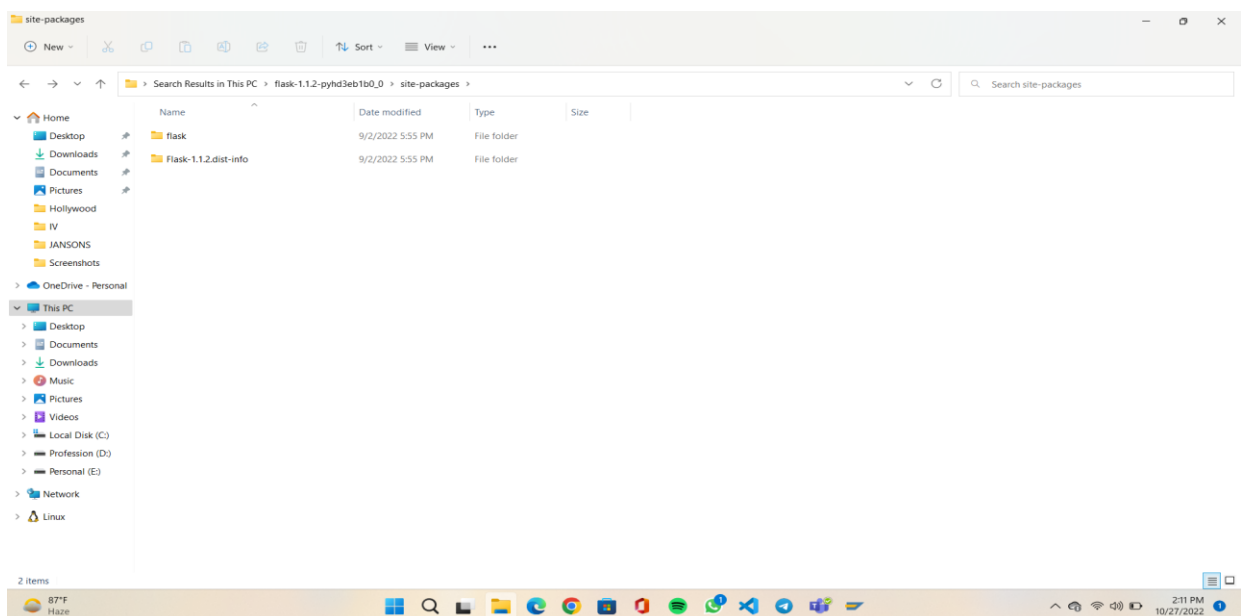 site-packages
New
Sort
View
Search Results in This PC > flask-1.1.2-pyhd3eb1b0_0 > site-packages >
Search site-packages
Name Date modified Type Size
flask 9/2/2022 5:55 PM File folder
Flask-1.1.2.dist-info 9/2/2022 5:55 PM File folder
Home
Desktop
Downloads
Documents
Pictures
Hollywood
IV
JANSONS
Screenshots
OneDrive - Personal
This PC
Desktop
Documents
Downloads
Music
Pictures
Videos
Local Disk (C:)
Profession (D:)
Personal (E:)
Network
Linux
2 items
87°F
Haze
2:11 PM
10/27/2022
1